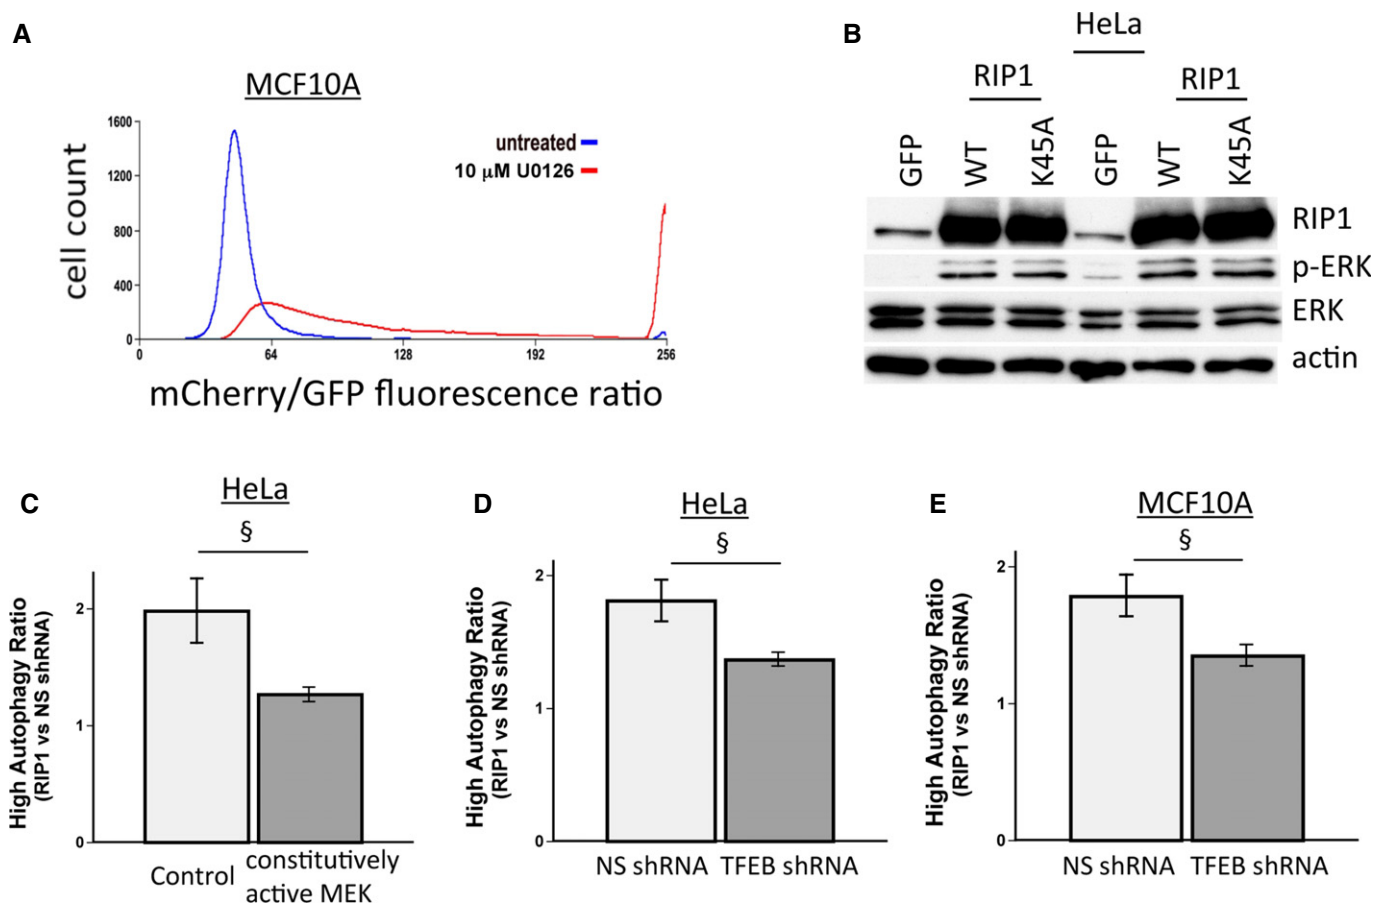 A
MCF10A
cell count
1600
1200
800
400
0
untreated
10 μM U0126
0 64 128 192 256
mCherry/GFP fluorescence ratio
B
HeLa
RIP1 RIP1
GFP WT K45A GFP WT K45A
RIP1
p-ERK
ERK
actin
C
HeLa
§
High Autophagy Ratio
(RIP1 vs NS shRNA)
2
1
0
Control
constitutively
active MEK
D
HeLa
§
High Autophagy Ratio
(RIP1 vs NS shRNA)
2
1
0
NS shRNA TFEB shRNA
E
MCF10A
§
High Autophagy Ratio
(RIP1 vs NS shRNA)
2
1
0
NS shRNA TFEB shRNA